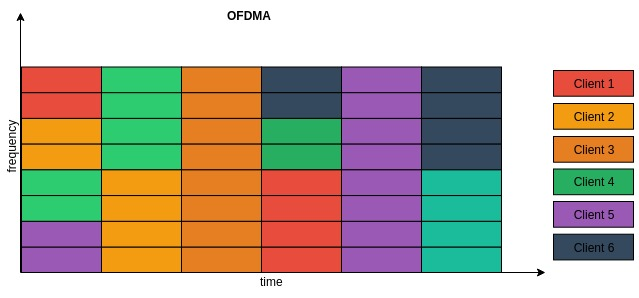 OFDMA
frequency
time
Client 1
Client 2
Client 3
Client 4
Client 5
Client 6